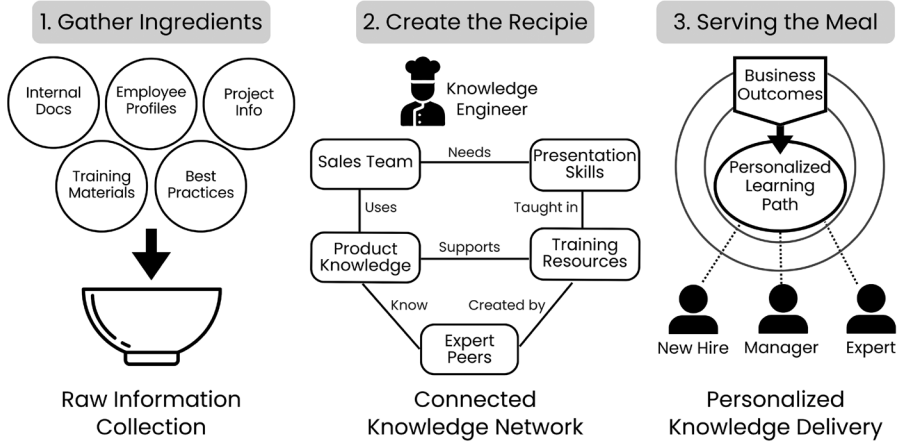 1. Gather Ingredients
Internal
Docs
Employee
Profiles
Project
Info
Training
Materials
Best
Practices
Raw Information
Collection
2. Create the Recipie
Knowledge
Engineer
Sales Team
Needs
Presentation
Skills
Uses
Taught in
Product
Knowledge
Supports
Training
Resources
Know
Created by
Expert
Peers
Connected
Knowledge Network
3. Serving the Meal
Business
Outcomes
Personalized
Learning
Path
New Hire
Manager
Expert
Personalized
Knowledge Delivery